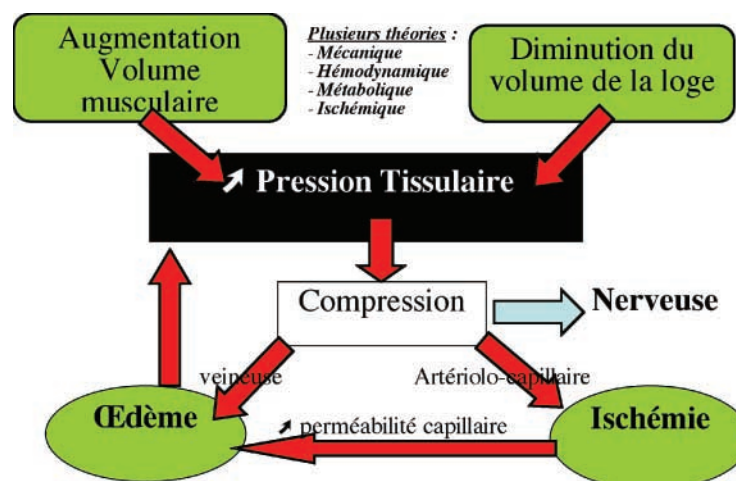 Augmentation
Volume
musculaire
Plusieurs théories :
- Mécanique
- Hémodynamique
- Métabolique
- Ischémique
Diminution du
volume de la loge
↗ Pression Tissulaire
Compression
Nerveuse
veineuse
Artériolo-capillaire
Œdème
↗ perméabilité capillaire
Ischémie